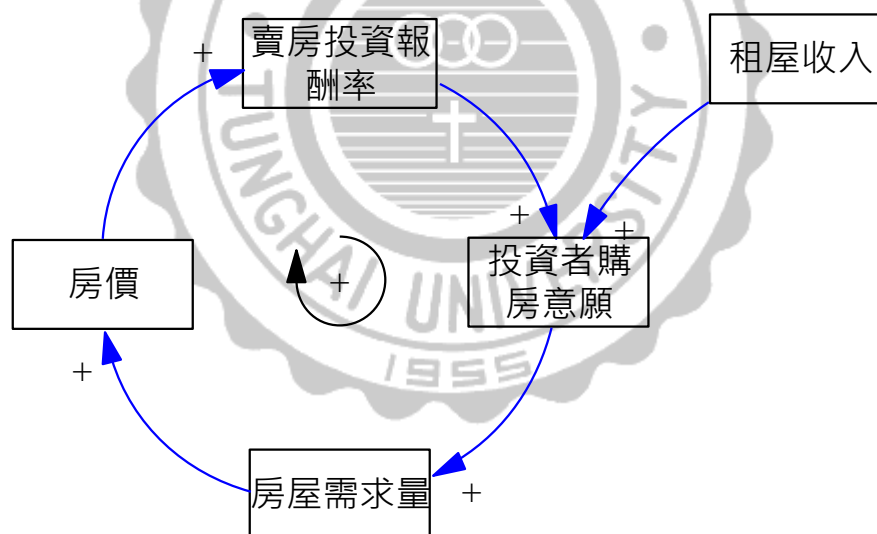 +
賣房投資報
酬率
租屋收入
+
+
投資者購
房意願
房價
+
+
房屋需求量
+
TUNGHAI UNIVERSITY
1955